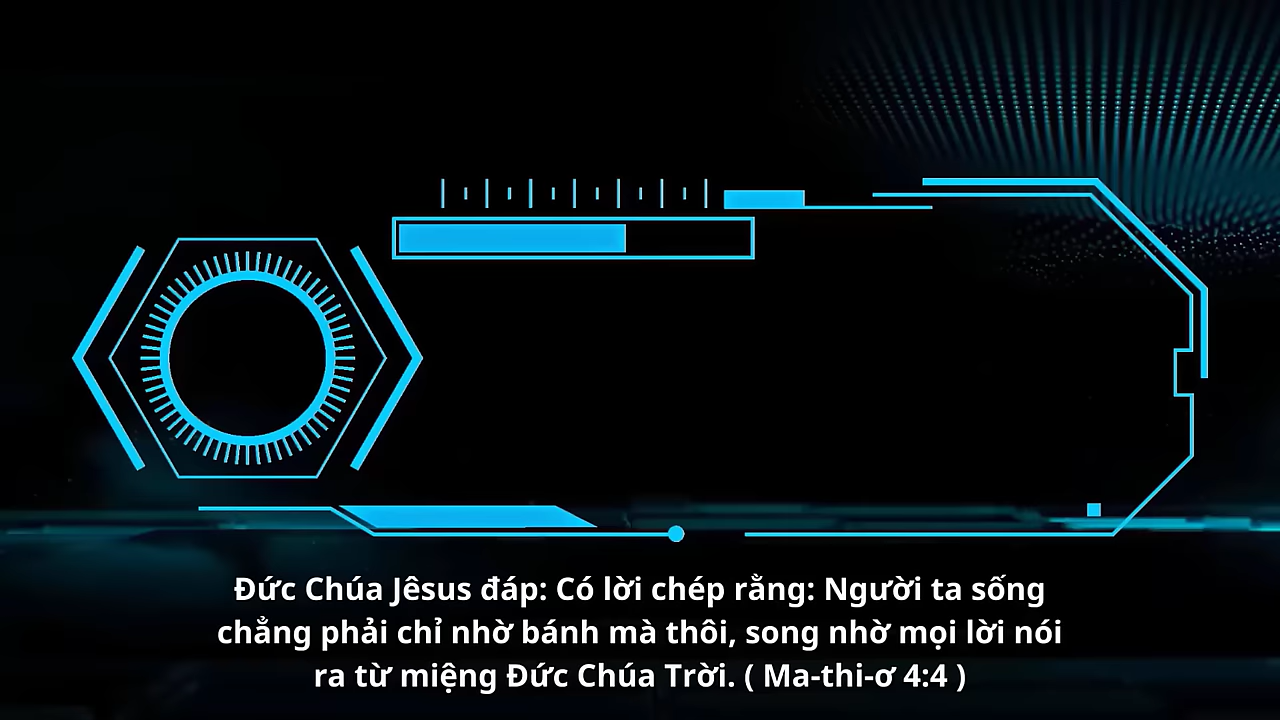 Đức Chúa Jêsus đáp: Có lời chép rằng: Người ta sống
chẳng phải chỉ nhờ bánh mà thôi, song nhờ mọi lời nói
ra từ miệng Đức Chúa Trời. ( Ma-thi-ơ 4:4 )